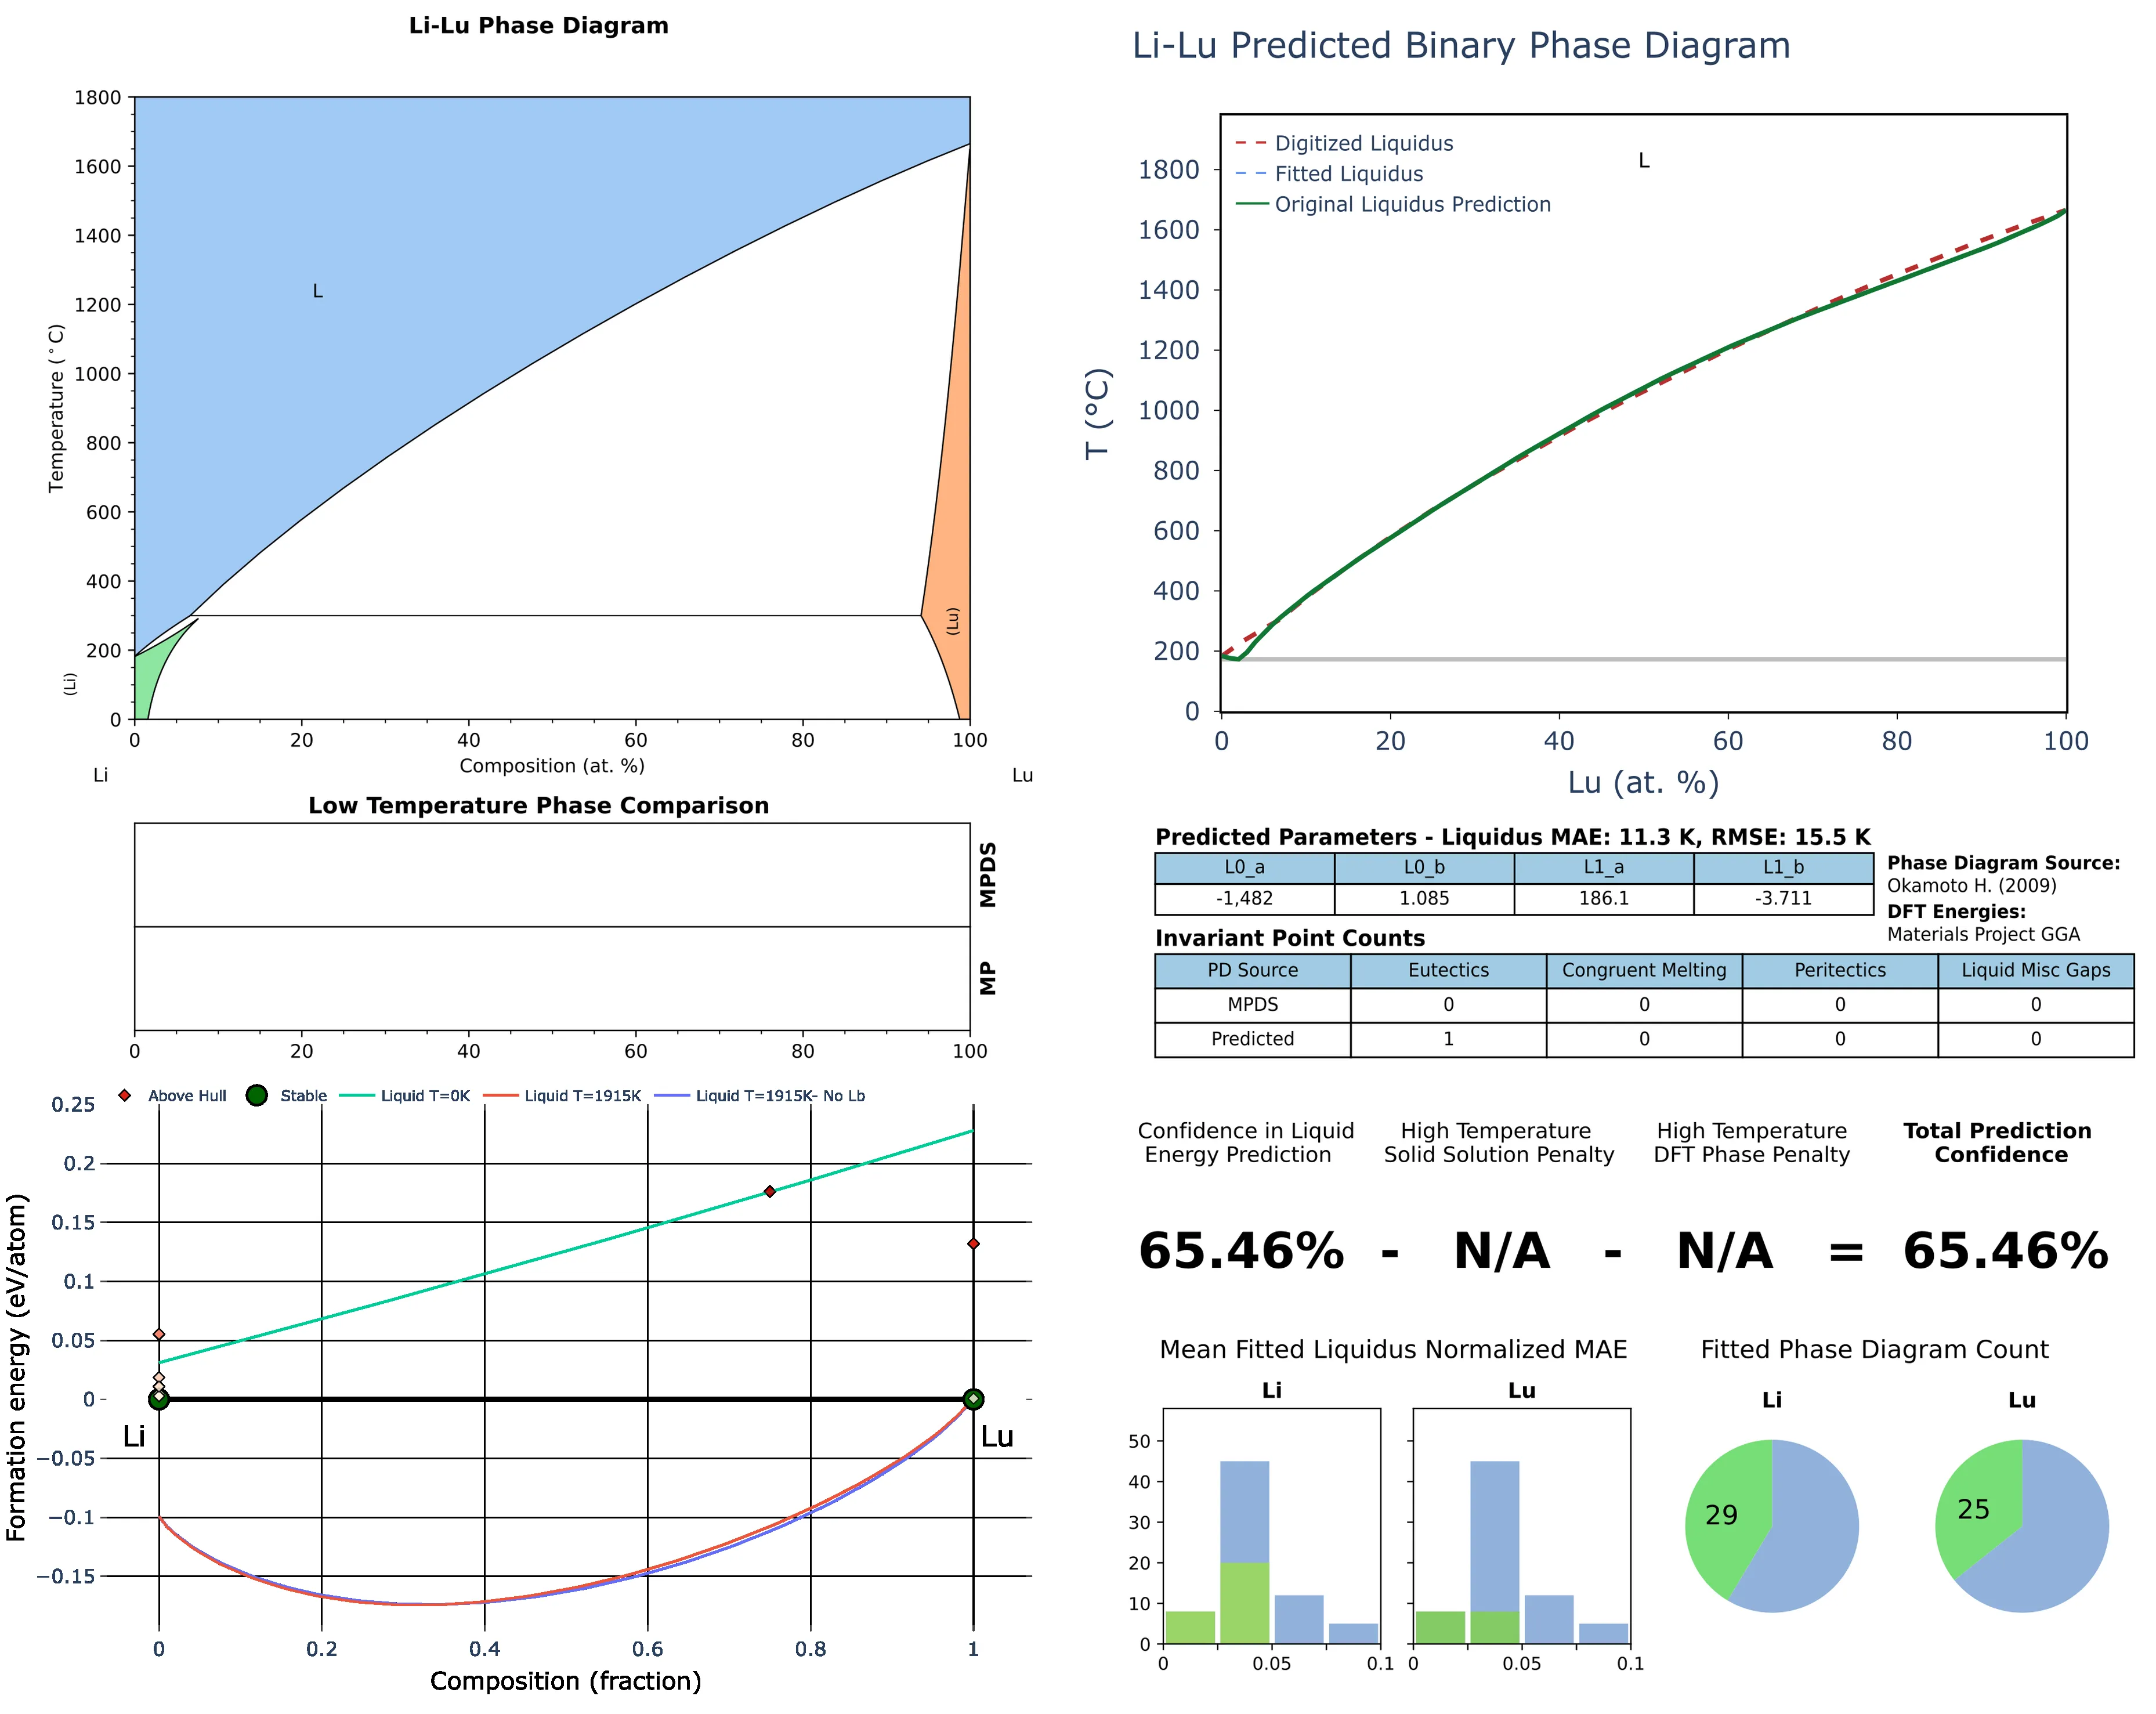 Li-Lu Phase Diagram
1800
1600
1400
1200
1000
800
600
400
200
0
Temperature (°C)
L
(Li)
(Lu)
0 20 40 60 80 100
Composition (at. %)
Li Lu
Low Temperature Phase Comparison
MPDS
MP
0 20 40 60 80 100
Above Hull Stable Liquid T=0K Liquid T=1915K Liquid T=1915K- No Lb
0.25
0.2
0.15
0.1
0.05
0
−0.05
−0.1
−0.15
Formation energy (eV/atom)
Li Lu
0 0.2 0.4 0.6 0.8 1
Composition (fraction)
Li-Lu Predicted Binary Phase Diagram
Digitized Liquidus
Fitted Liquidus
Original Liquidus Prediction
L
1800
1600
1400
1200
1000
800
600
400
200
0
T (°C)
0 20 40 60 80 100
Lu (at. %)
Predicted Parameters - Liquidus MAE: 11.3 K, RMSE: 15.5 K
L0_a L0_b L1_a L1_b
-1,482 1.085 186.1 -3.711
Phase Diagram Source:
Okamoto H. (2009)
DFT Energies:
Materials Project GGA
Invariant Point Counts
PD Source Eutectics Congruent Melting Peritectics Liquid Misc Gaps
MPDS 0 0 0 0
Predicted 1 0 0 0
Confidence in Liquid
Energy Prediction
High Temperature
Solid Solution Penalty
High Temperature
DFT Phase Penalty
Total Prediction
Confidence
65.46% - N/A - N/A = 65.46%
Mean Fitted Liquidus Normalized MAE
Li Lu
50
40
30
20
10
0
0 0.05 0.1 0 0.05 0.1
Fitted Phase Diagram Count
Li Lu
29 25